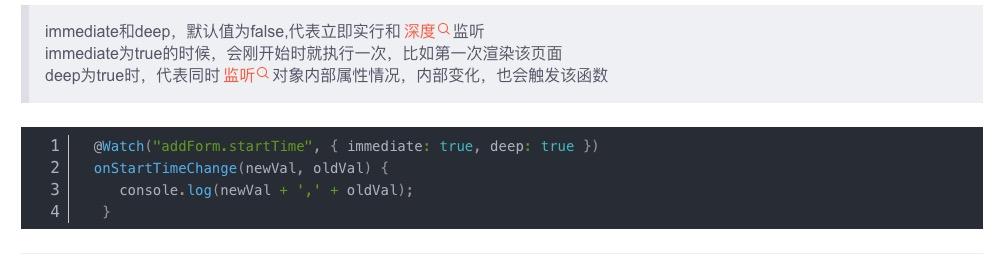 immediate和deep，默认值为false,代表立即实行和 深度 监听
immediate为true的时候，会刚开始时就执行一次，比如第一次渲染该页面
deep为true时，代表同时 监听 对象内部属性情况，内部变化，也会触发该函数
1 @Watch("addForm.startTime", { immediate: true, deep: true })
2 onStartTimeChange(newVal, oldVal) {
3 console.log(newVal + ',' + oldVal);
4 }